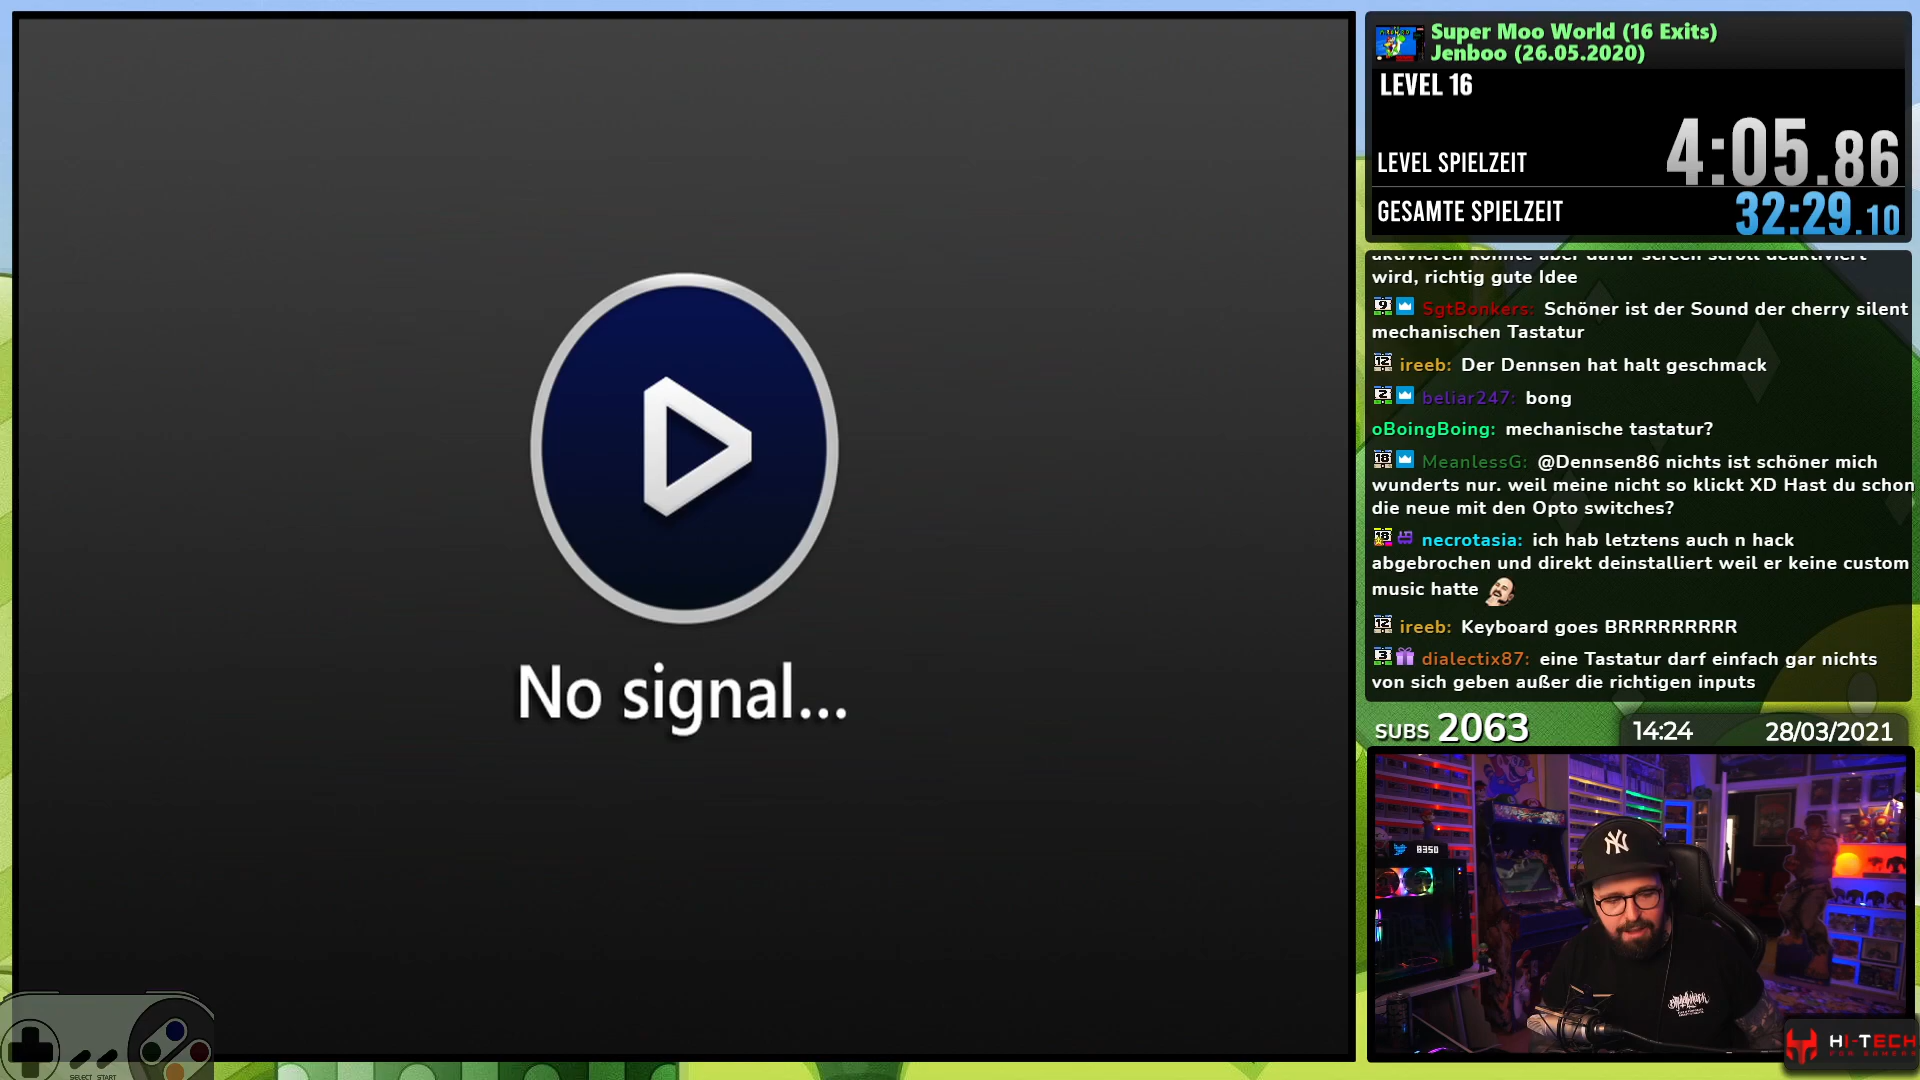 Super Moo World (16 Exits)
Jenboo (26.05.2020)
LEVEL 16
LEVEL SPIELZEIT
4:05.86
GESAMTE SPIELZEIT
32:29.10
wird, richtig gute Idee
SgtBonkers: Schöner ist der Sound der cherry silent
mechanischen Tastatur
ireeb: Der Dennsen hat halt geschmack
beliar247: bong
oBoingBoing: mechanische tastatur?
MeanlessG: @Dennsen86 nichts ist schöner mich
wunderts nur. weil meine nicht so klickt XD Hast du schon
die neue mit den Opto switches?
necrotasia: ich hab letztens auch n hack
abgebrochen und direkt deinstalliert weil er keine custom
music hatte
ireeb: Keyboard goes BRRRRRRRRR
dialectix87: eine Tastatur darf einfach gar nichts
von sich geben außer die richtigen inputs
SUBS 2063
14:24
28/03/2021
No signal...
8350
NY
HI-TECH
FOR GAMERS
SELECT START